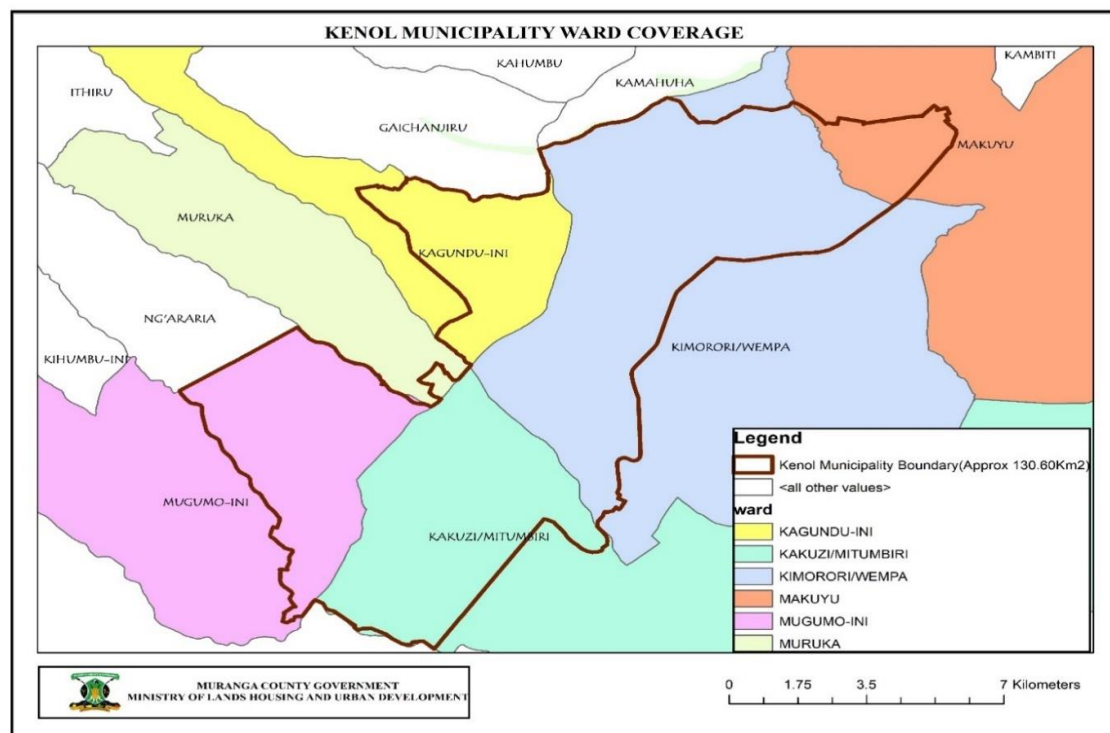 KENOL MUNICIPALITY WARD COVERAGE
KAMBITI
KAHUMBU
KAMAHUHA
ITHIRU
GAICHANJIRU
MAKUYU
MURUKA
KAGUNDU-INI
NG'ARARIA
KIHUMBU-INI
KIMORORI/WEMPA
MUGUMO-INI
KAKUZI/MITUMBIRI
Legend
Kenol Municipality Boundary(Approx 130.60Km2)
<all other values>
ward
KAGUNDU-INI
KAKUZI/MITUMBIRI
KIMORORI/WEMPA
MAKUYU
MUGUMO-INI
MURUKA
MURANGA COUNTY GOVERNMENT
MINISTRY OF LANDS HOUSING AND URBAN DEVELOPMENT
0 1.75 3.5 7 Kilometers